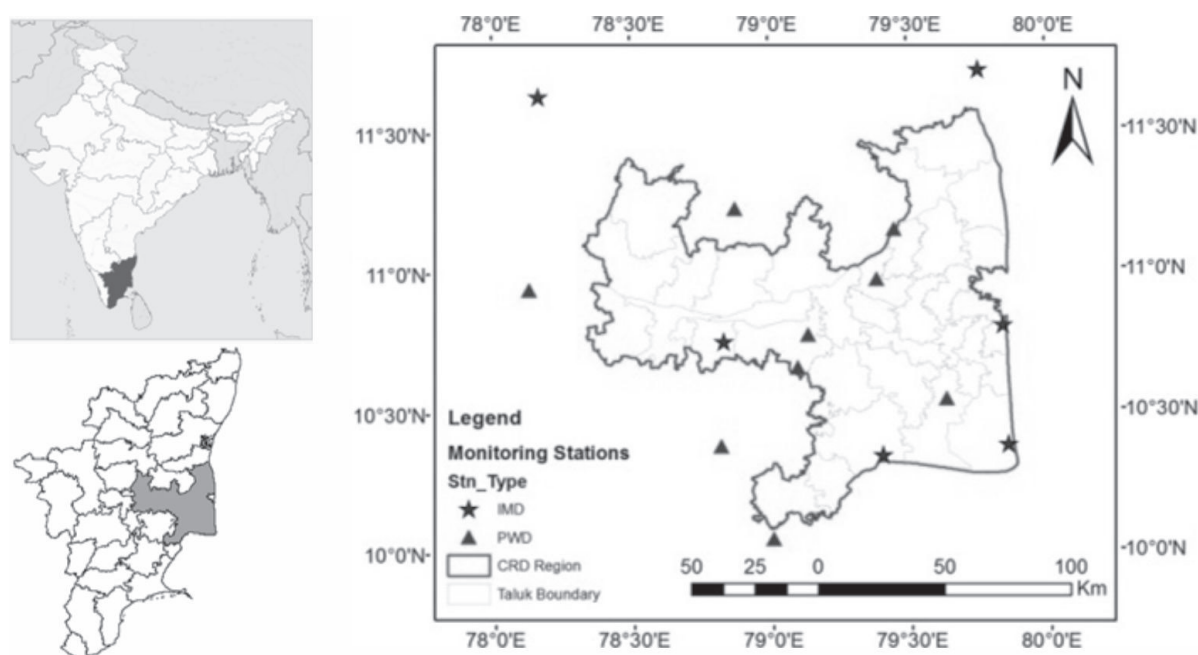 78°0'E 78°30'E 79°0'E 79°30'E 80°0'E
N
11°30'N 11°30'N
11°0'N 11°0'N
10°30'N 10°30'N
Legend
Monitoring Stations
Stn_Type
IMD
PWD
CRD Region
Taluk Boundary
10°0'N 10°0'N
50 25 0 50 100
Km
78°0'E 78°30'E 79°0'E 79°30'E 80°0'E